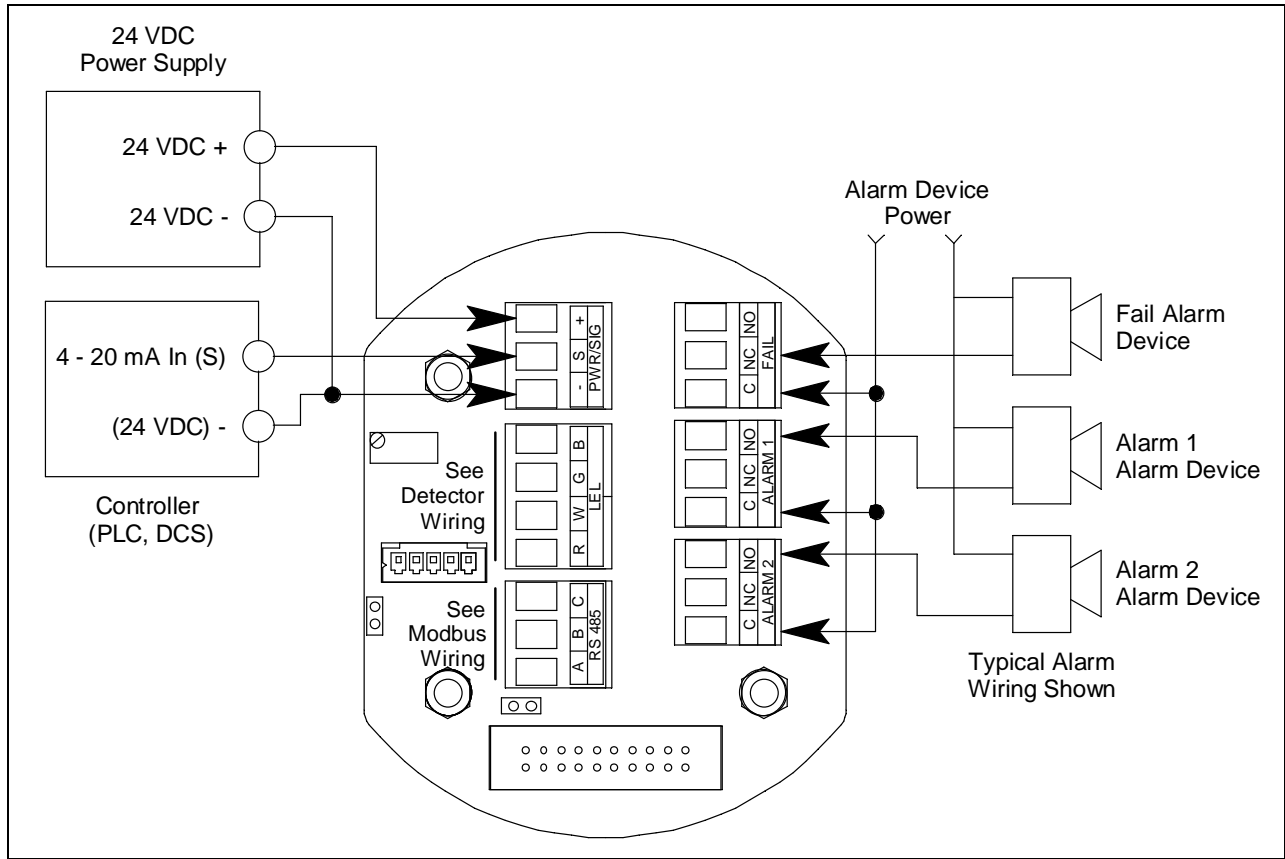 24 VDC
Power Supply
24 VDC +
24 VDC -
4 - 20 mA In (S)
(24 VDC) -
Controller
(PLC, DCS)
+
S
-
PWR/SIG
See
Detector
Wiring
B
G
W
R
LEL
See
Modbus
Wiring
C
B
A
RS 485
NO
NC
C
FAIL
NO
NC
C
ALARM 1
NO
NC
C
ALARM 2
Alarm Device
Power
Fail Alarm
Device
Alarm 1
Alarm Device
Alarm 2
Alarm Device
Typical Alarm
Wiring Shown